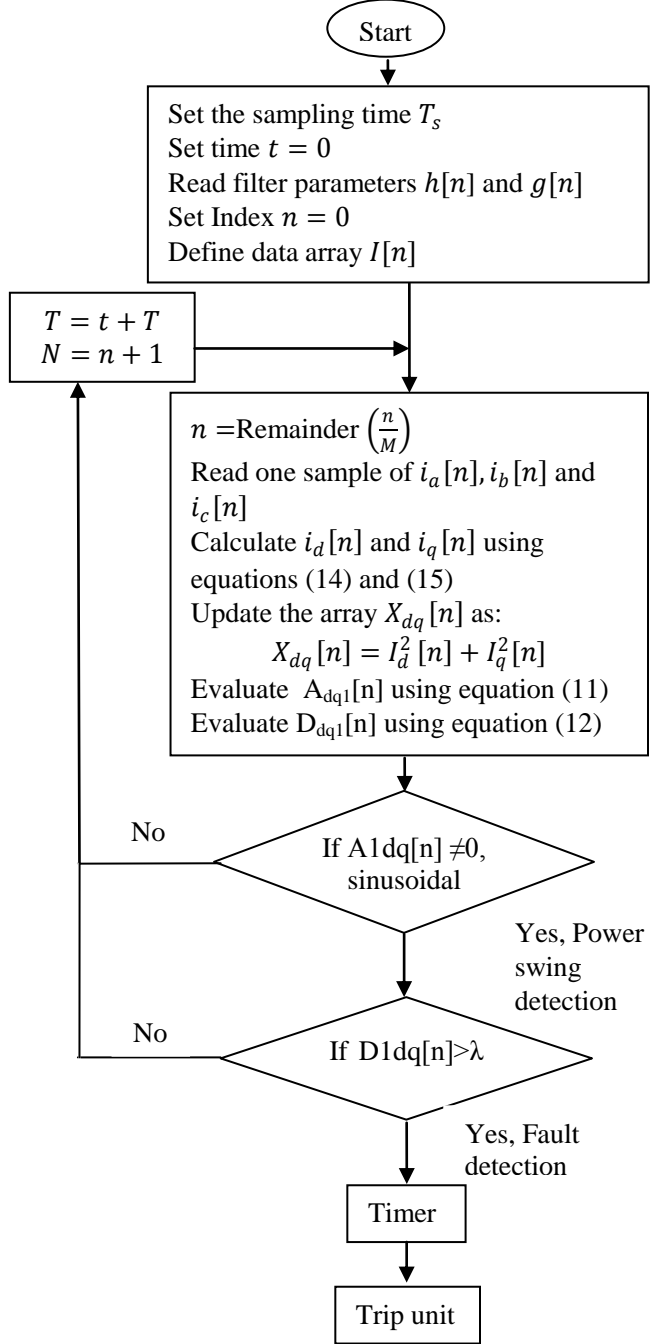 Start
Set the sampling time Tₛ
Set time t = 0
Read filter parameters h[n] and g[n]
Set Index n = 0
Define data array I[n]
T = t + T
N = n + 1
n =Remainder (n/M)
Read one sample of i_a[n], i_b[n] and
i_c[n]
Calculate i_d[n] and i_q[n] using
equations (14) and (15)
Update the array X_dq[n] as:
X_dq[n] = I_d^2[n] + I_q^2[n]
Evaluate A_dq1[n] using equation (11)
Evaluate D_dq1[n] using equation (12)
No
If A1dq[n] ≠0,
sinusoidal
Yes, Power
swing
detection
No
If D1dq[n]>λ
Yes, Fault
detection
Timer
Trip unit